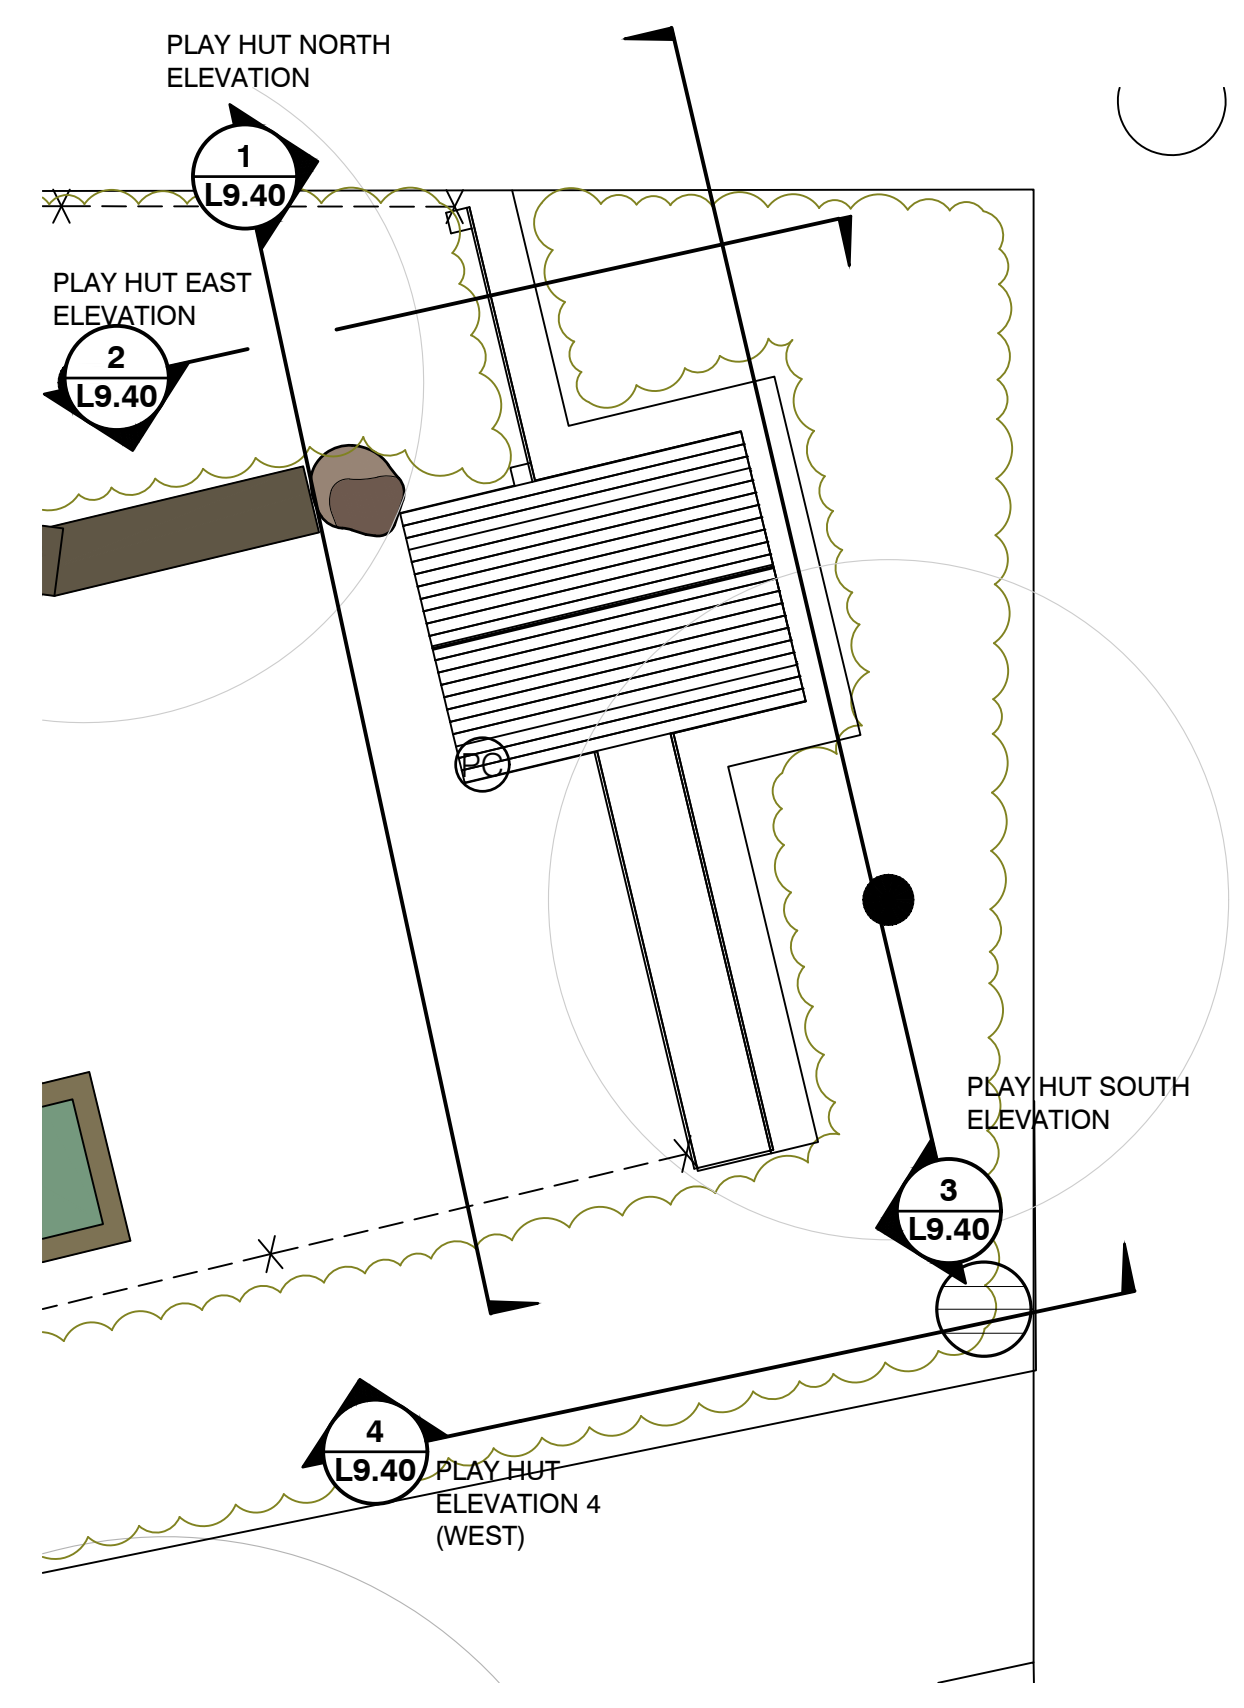 PLAY HUT NORTH
ELEVATION
1
L9.40
PLAY HUT EAST
ELEVATION
2
L9.40
PC
PLAY HUT SOUTH
ELEVATION
3
L9.40
4
L9.40
PLAY HUT
ELEVATION 4
(WEST)